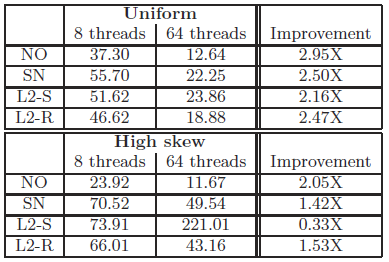 Uniform
8 threads 64 threads Improvement
NO 37.30 12.64 2.95X
SN 55.70 22.25 2.50X
L2-S 51.62 23.86 2.16X
L2-R 46.62 18.88 2.47X
High skew
8 threads 64 threads Improvement
NO 23.92 11.67 2.05X
SN 70.52 49.54 1.42X
L2-S 73.91 221.01 0.33X
L2-R 66.01 43.16 1.53X